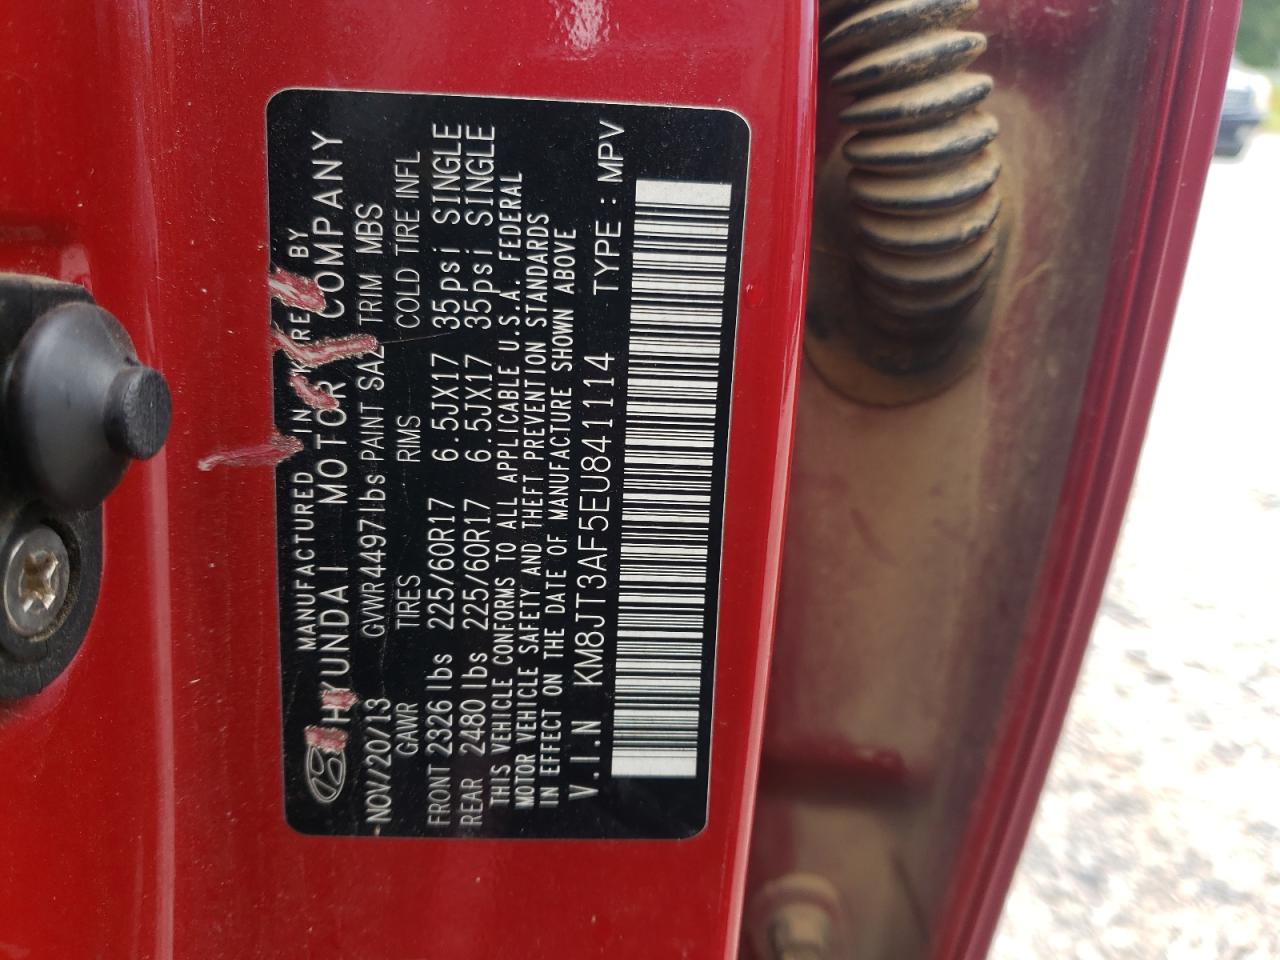 MANUFACTURED IN KOREA BY
HYUNDAI MOTOR COMPANY
NOV/20/13 GVWR4497lbs PAINT SAZ TRIM MBS
GAWR TIRES RIMS COLD TIRE INFL
FRONT 2326 lbs 225/60R17 6.5JX17 35psi SINGLE
REAR 2480 lbs 225/60R17 6.5JX17 35psi SINGLE
THIS VEHICLE CONFORMS TO ALL APPLICABLE U.S.A. FEDERAL
MOTOR VEHICLE SAFETY AND THEFT PREVENTION STANDARDS
IN EFFECT ON THE DATE OF MANUFACTURE SHOWN ABOVE
V.I.N KM8JT3AF5EU841114 TYPE : MPV